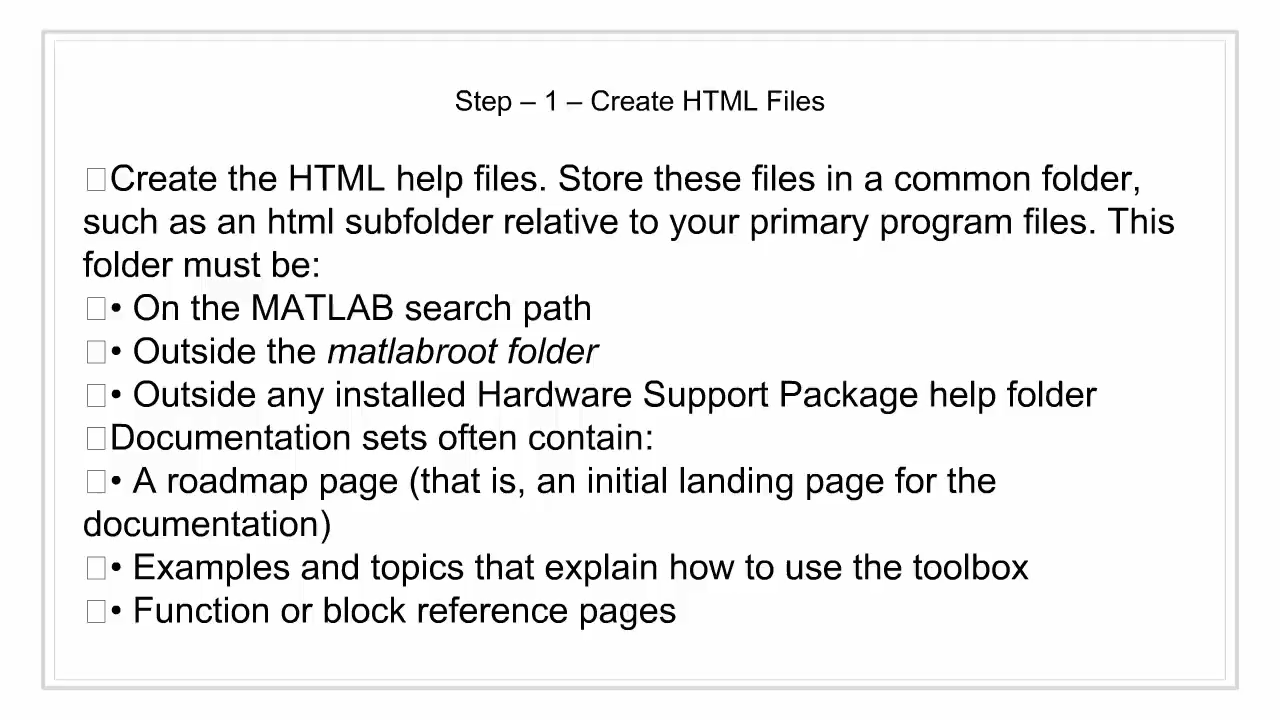 Step – 1 – Create HTML Files
□Create the HTML help files. Store these files in a common folder,
such as an html subfolder relative to your primary program files. This
folder must be:
□• On the MATLAB search path
□• Outside the matlabroot folder
□• Outside any installed Hardware Support Package help folder
□Documentation sets often contain:
□• A roadmap page (that is, an initial landing page for the
documentation)
□• Examples and topics that explain how to use the toolbox
□• Function or block reference pages